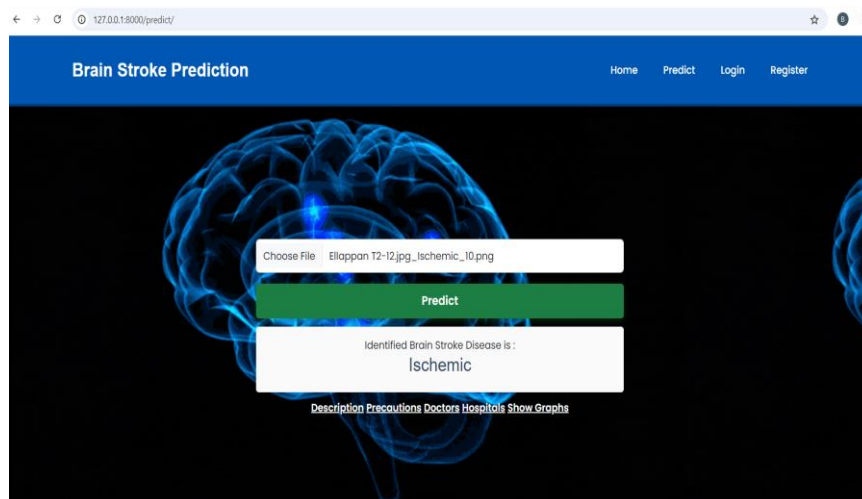 127.0.0.1:8000/predict/
B
Brain Stroke Prediction
Home Predict Login Register
Choose File Ellappan T2-12.jpg_Ischemic_10.png
Predict
Identified Brain Stroke Disease is :
Ischemic
Description Precautions Doctors Hospitals Show Graphs